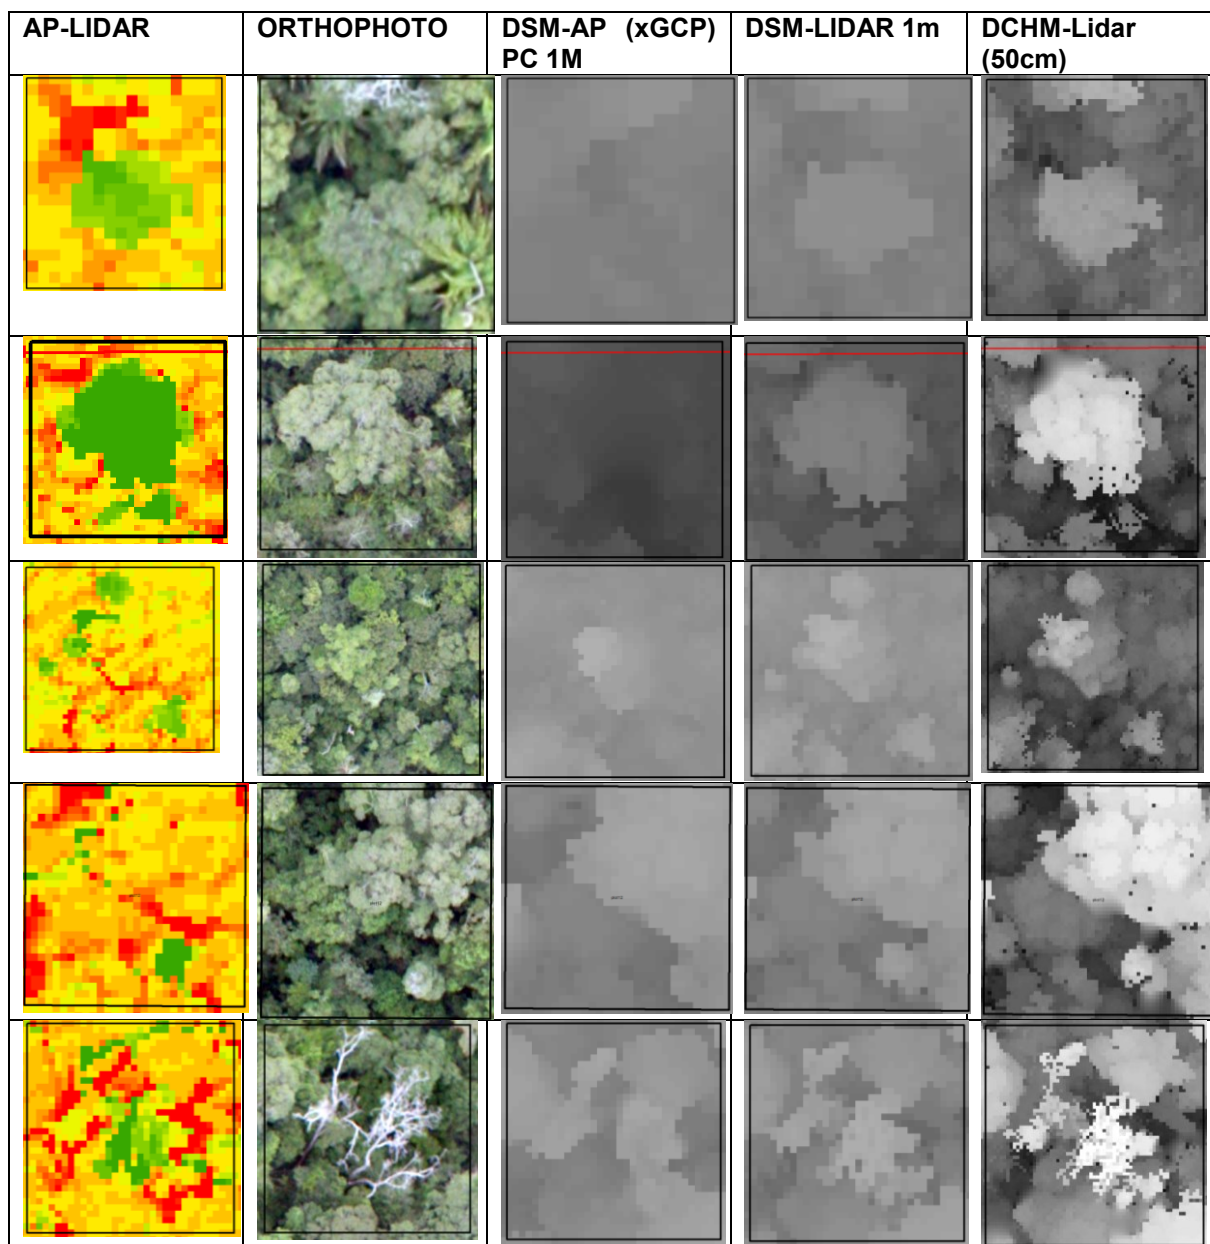 AP-LIDAR
ORTHOPHOTO
DSM-AP (xGCP)
PC 1M
DSM-LIDAR 1m
DCHM-Lidar
(50cm)